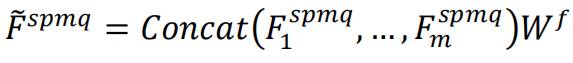 F̃^{spmq} = Concat(F_1^{spmq}, …, F_m^{spmq})W^f